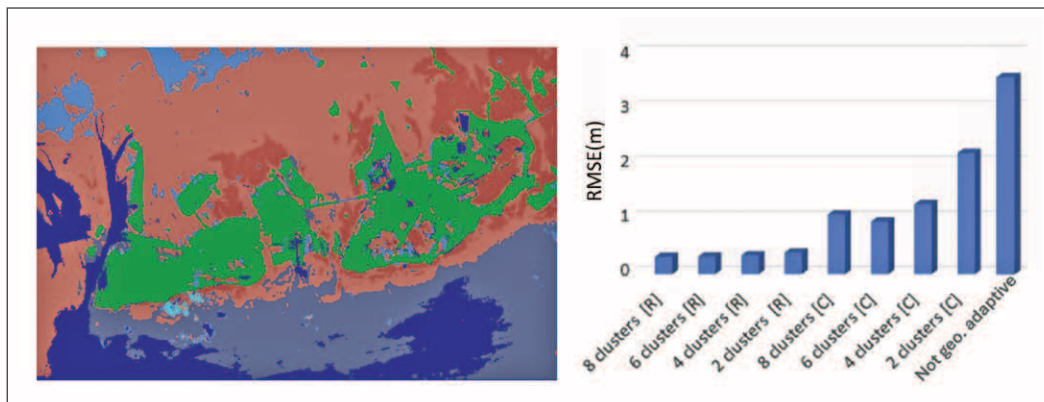 4
3
2
1
0
RMSE(m)
8 clusters [R]
6 clusters [R]
4 clusters [R]
2 clusters [R]
8 clusters [C]
6 clusters [C]
4 clusters [C]
2 clusters [C]
Not geo. adaptive